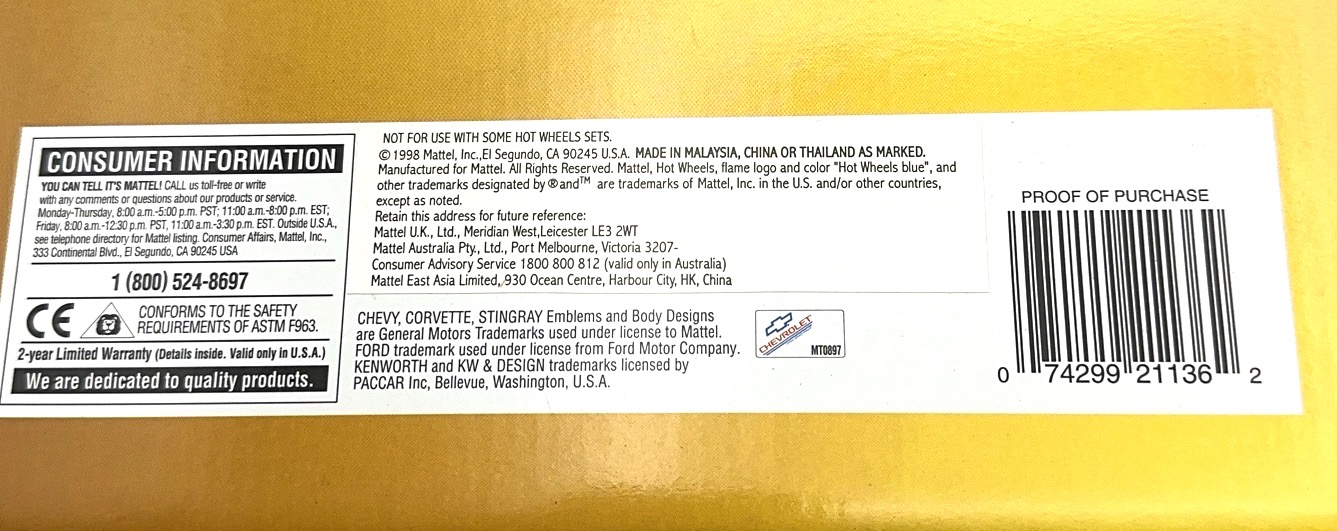 CONSUMER INFORMATION
YOU CAN TELL IT'S MATTEL! CALL us toll-free or write
with any comments or questions about our products or service.
Monday-Thursday, 8:00 a.m.-5:00 p.m. PST; 11:00 a.m.-8:00 p.m. EST;
Friday, 8:00 a.m.-12:30 p.m. PST, 11:00 a.m.-3:30 p.m. EST. Outside U.S.A.,
see telephone directory for Mattel listing. Consumer Affairs, Mattel, Inc.,
333 Continental Blvd., El Segundo, CA 90245 USA
1 (800) 524-8697
CE
CONFORMS TO THE SAFETY
REQUIREMENTS OF ASTM F963.
2-year Limited Warranty (Details inside. Valid only in U.S.A.)
We are dedicated to quality products.
NOT FOR USE WITH SOME HOT WHEELS SETS.
© 1998 Mattel, Inc.,El Segundo, CA 90245 U.S.A. MADE IN MALAYSIA, CHINA OR THAILAND AS MARKED.
Manufactured for Mattel. All Rights Reserved. Mattel, Hot Wheels, flame logo and color "Hot Wheels blue", and
other trademarks designated by ® and™ are trademarks of Mattel, Inc. in the U.S. and/or other countries,
except as noted.
Retain this address for future reference:
Mattel U.K., Ltd., Meridian West,Leicester LE3 2WT
Mattel Australia Pty., Ltd., Port Melbourne, Victoria 3207-
Consumer Advisory Service 1800 800 812 (valid only in Australia)
Mattel East Asia Limited, 930 Ocean Centre, Harbour City, HK, China
CHEVY, CORVETTE, STINGRAY Emblems and Body Designs
are General Motors Trademarks used under license to Mattel.
FORD trademark used under license from Ford Motor Company.
KENWORTH and KW & DESIGN trademarks licensed by
PACCAR Inc, Bellevue, Washington, U.S.A.
CHEVROLET
MT0897
PROOF OF PURCHASE
0 74299 21136 2